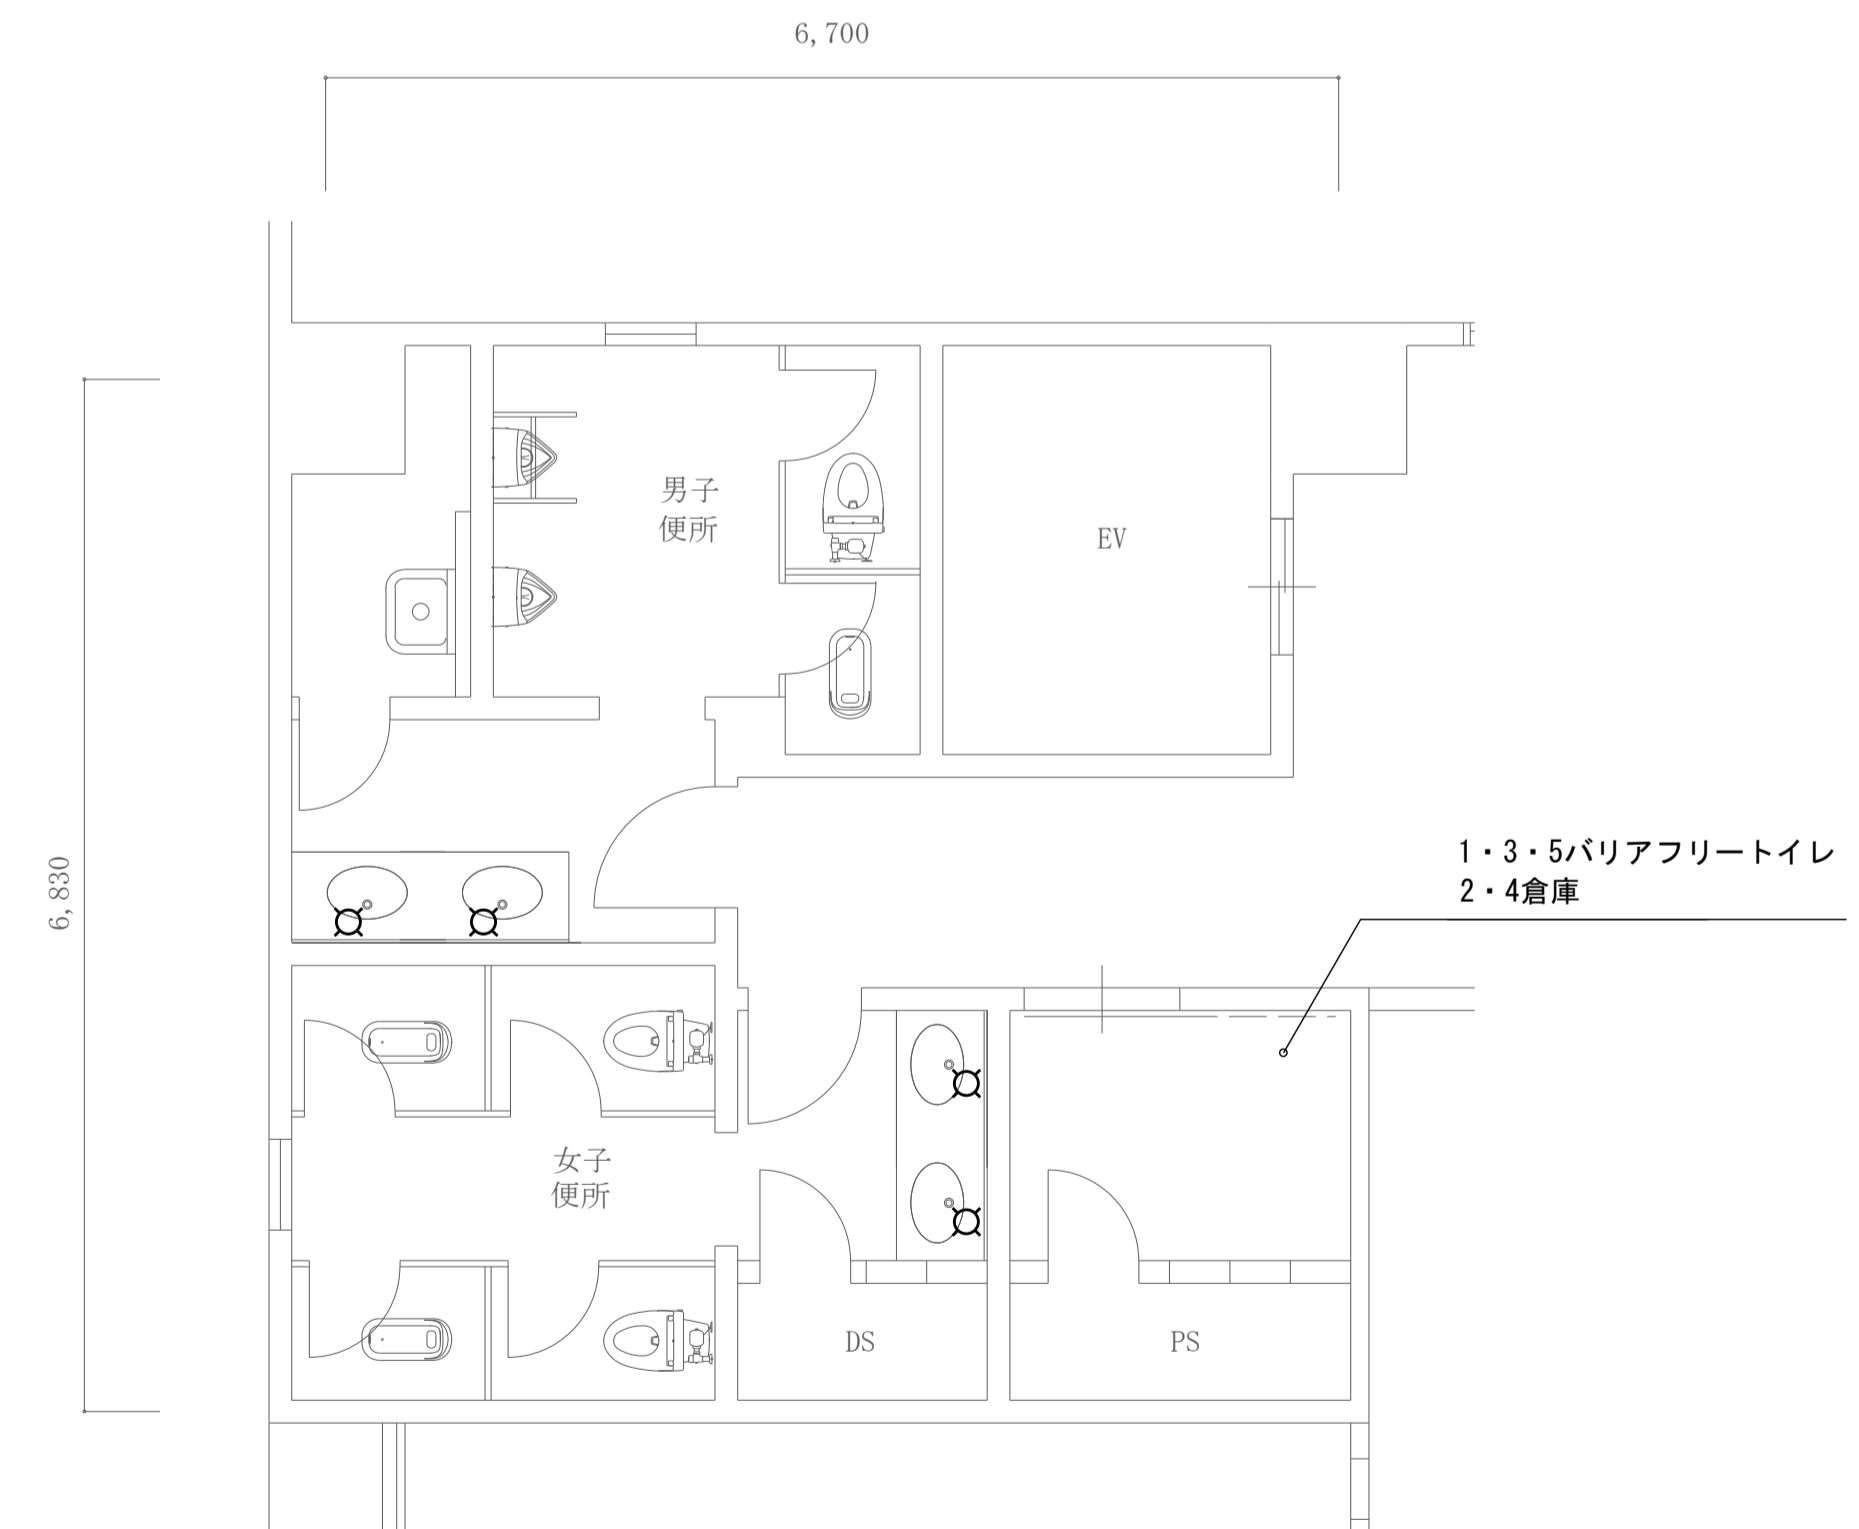 6,700
男子
便所
EV
6,830
1・3・5バリアフリートイレ
2・4倉庫
女子
便所
DS
PS